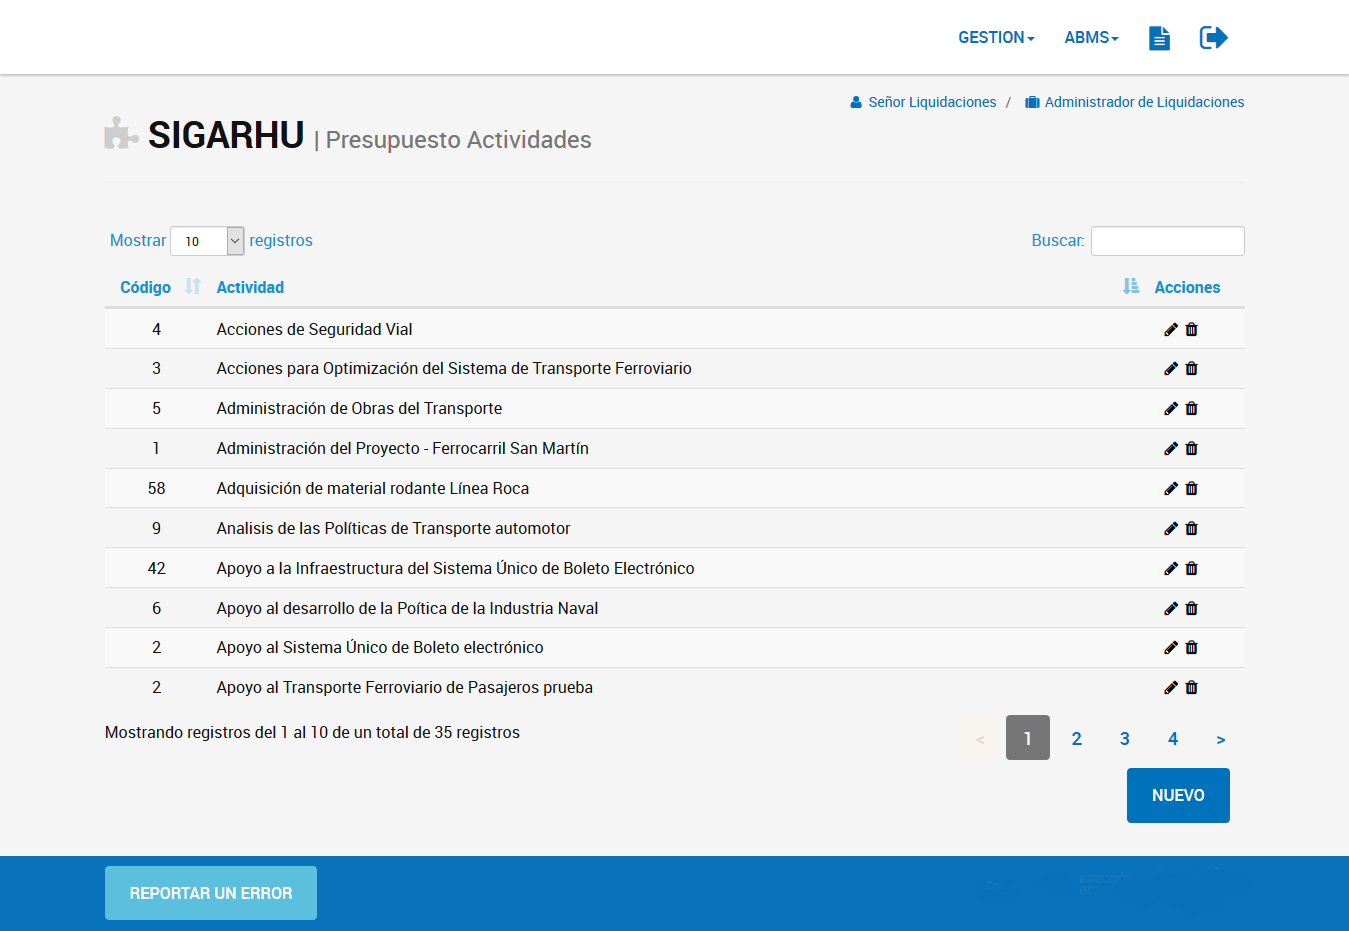 GESTION ABMS
Señor Liquidaciones / Administrador de Liquidaciones
SIGARHU | Presupuesto Actividades
Mostrar 10 registros Buscar:
Código Actividad Acciones
4 Acciones de Seguridad Vial
3 Acciones para Optimización del Sistema de Transporte Ferroviario
5 Administración de Obras del Transporte
1 Administración del Proyecto - Ferrocarril San Martín
58 Adquisición de material rodante Línea Roca
9 Analisis de las Políticas de Transporte automotor
42 Apoyo a la Infraestructura del Sistema Único de Boleto Electrónico
6 Apoyo al desarrollo de la Poítica de la Industria Naval
2 Apoyo al Sistema Único de Boleto electrónico
2 Apoyo al Transporte Ferroviario de Pasajeros prueba
Mostrando registros del 1 al 10 de un total de 35 registros
< 1 2 3 4 >
NUEVO
REPORTAR UN ERROR